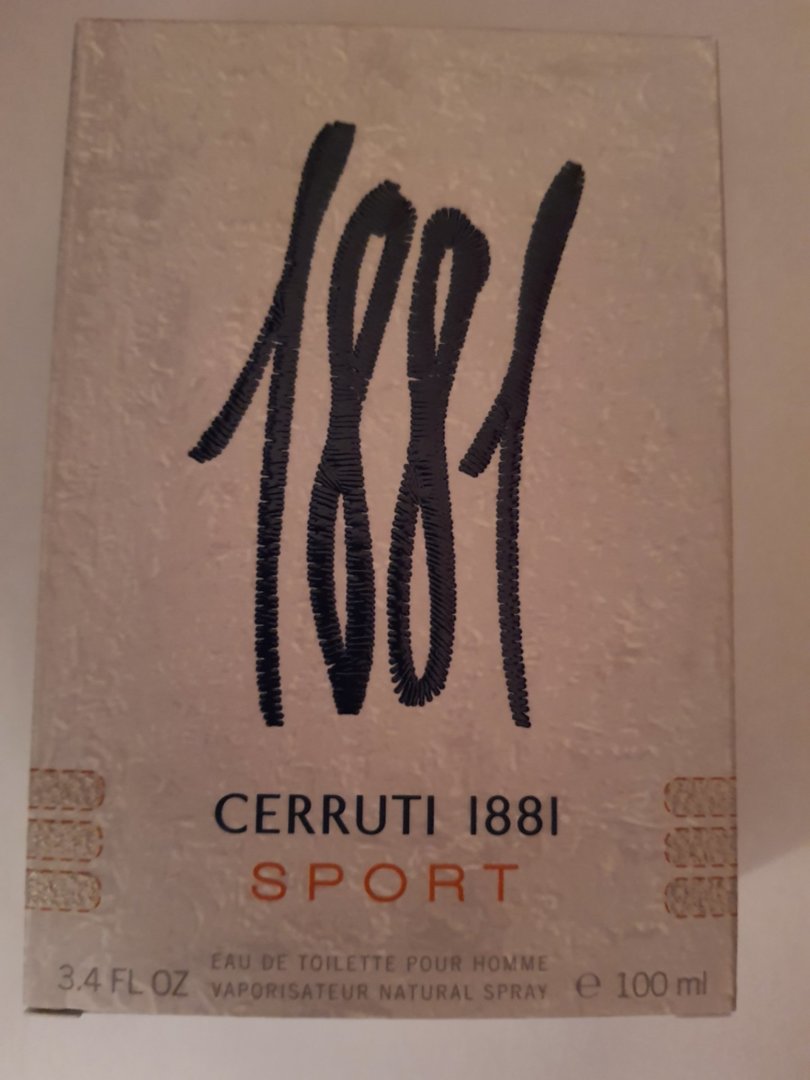 1881
CERRUTI 1881
SPORT
EAU DE TOILETTE POUR HOMME
3.4 FL OZ VAPORISATEUR NATURAL SPRAY ℮ 100 ml